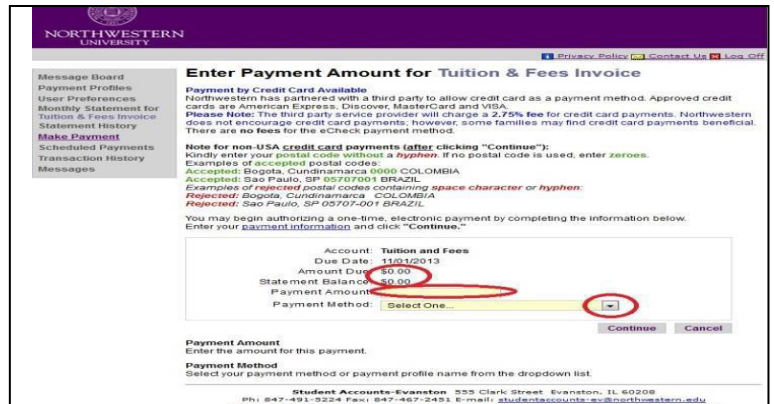 NORTHWESTERN
UNIVERSITY
Privacy Policy Contact Us Log Off
Message Board
Payment Profiles
User Preferences
Monthly Statement for
Tuition & Fees Invoice
Statement History
Make Payment
Scheduled Payments
Transaction History
Messages
Enter Payment Amount for Tuition & Fees Invoice
Payment by Credit Card Available
Northwestern has partnered with a third party to allow credit card as a payment method. Approved credit
cards are American Express, Discover, MasterCard and VISA.
Please Note: The third party service provider will charge a 2.75% fee for credit card payments. Northwestern
does not encourage credit card payments; however, some families may find credit card payments beneficial.
There are no fees for the eCheck payment method.
Note for non-USA credit card payments (after clicking "Continue"):
Kindly enter your postal code without a hyphen. If no postal code is used, enter zeroes.
Examples of accepted postal codes:
Accepted: Bogota, Cundinamarca 0000 COLOMBIA
Accepted: Sao Paulo, SP 05707001 BRAZIL
Examples of rejected postal codes containing space character or hyphen:
Rejected: Bogota, Cundinamarca COLOMBIA
Rejected: Sao Paulo, SP 05707-001 BRAZIL
You may begin authorizing a one-time, electronic payment by completing the information below.
Enter your payment information and click "Continue."
Account: Tuition and Fees
Due Date: 11/01/2013
Amount Due: $0.00
Statement Balance: $0.00
Payment Amount:
Payment Method: Select One...
Continue Cancel
Payment Amount
Enter the amount for this payment.
Payment Method
Select your payment method or payment profile name from the dropdown list.
Student Accounts-Evanston 555 Clark Street Evanston, IL 60208
Ph: 847-491-5224 Fax: 847-467-2451 E-mail: studentaccounts-ev@northwestern.edu